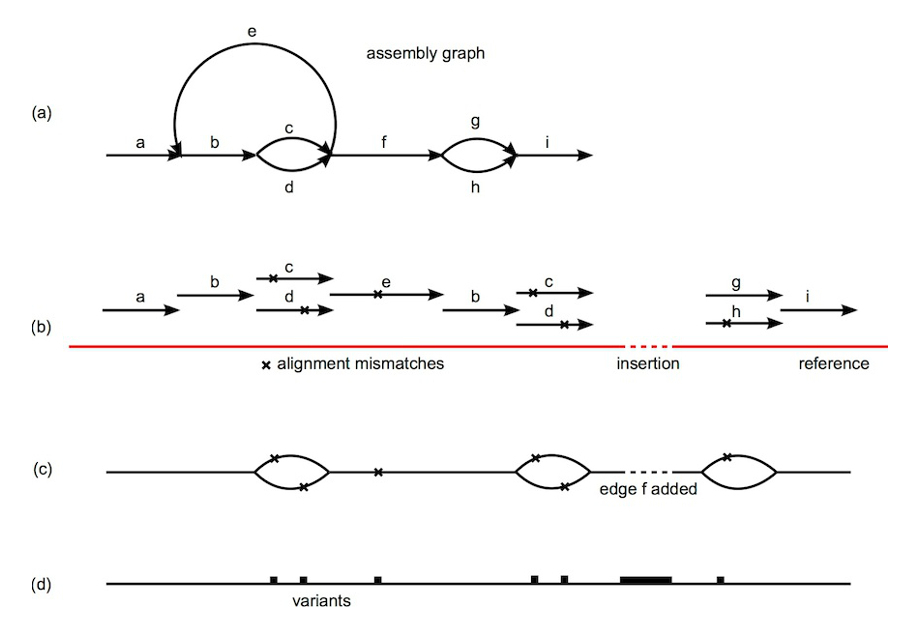 e
assembly graph
(a)
a b c d f g h i
(b)
a b c d e b c d g h i
alignment mismatches
insertion
reference
(c)
edge f added
(d)
variants